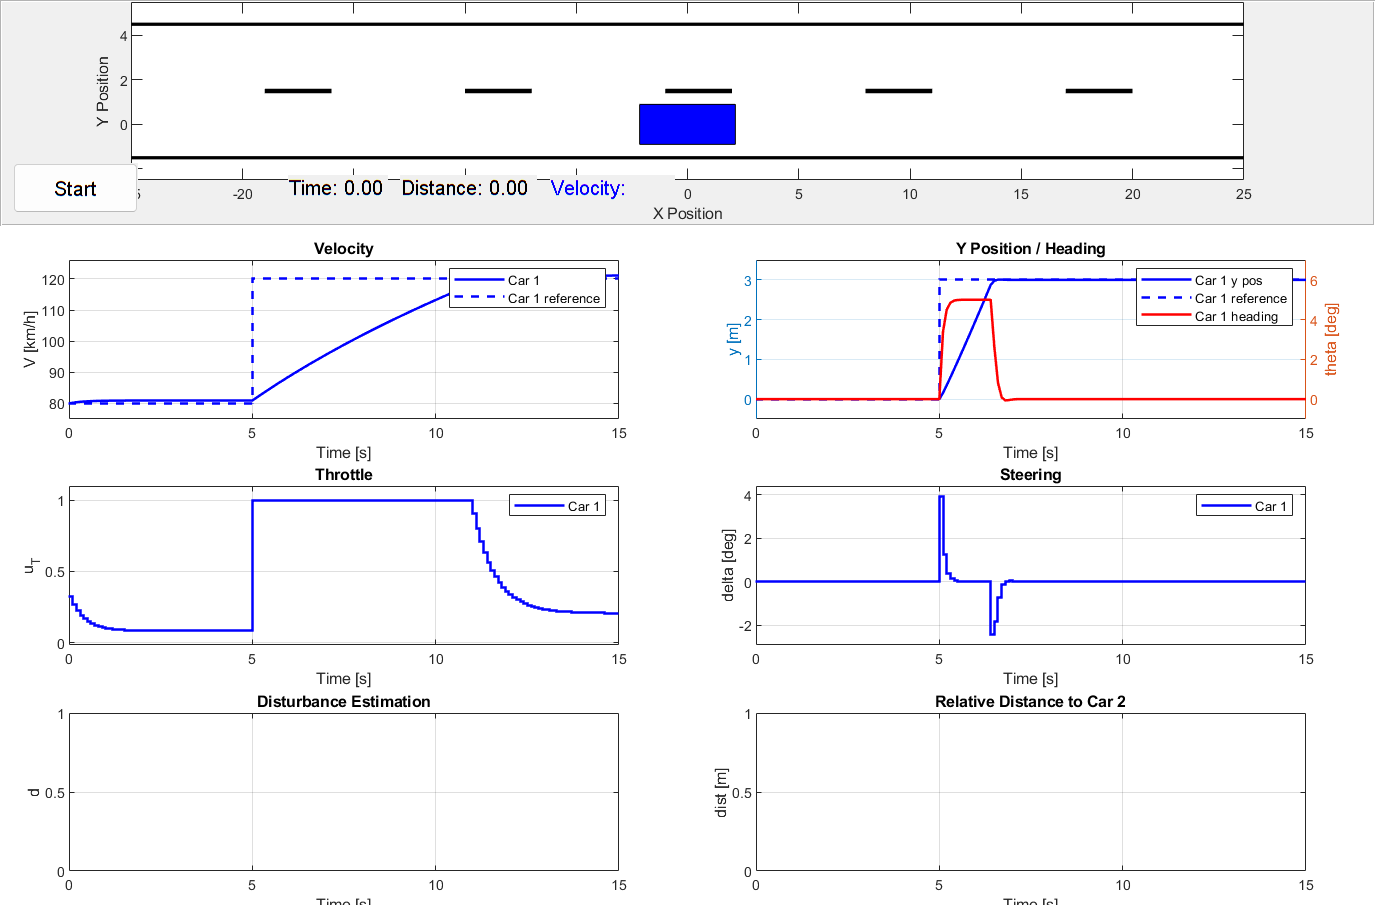 4
2
0
Y Position
Start
5
-20
Time: 0.00
Distance: 0.00
Velocity:
0
5
10
15
20
25
X Position
Velocity
120
110
100
90
80
V [km/h]
Car 1
Car 1 reference
0
5
10
15
Time [s]
Y Position / Heading
3
2
1
0
y [m]
Car 1 y pos
Car 1 reference
Car 1 heading
6
4
2
0
theta [deg]
0
5
10
15
Time [s]
Throttle
1
0.5
0
u_T
Car 1
0
5
10
15
Time [s]
Steering
4
2
0
-2
delta [deg]
Car 1
0
5
10
15
Time [s]
Disturbance Estimation
1
0.5
0
d
0
5
10
15
Time [s]
Relative Distance to Car 2
1
0.5
0
dist [m]
0
5
10
15
Time [s]